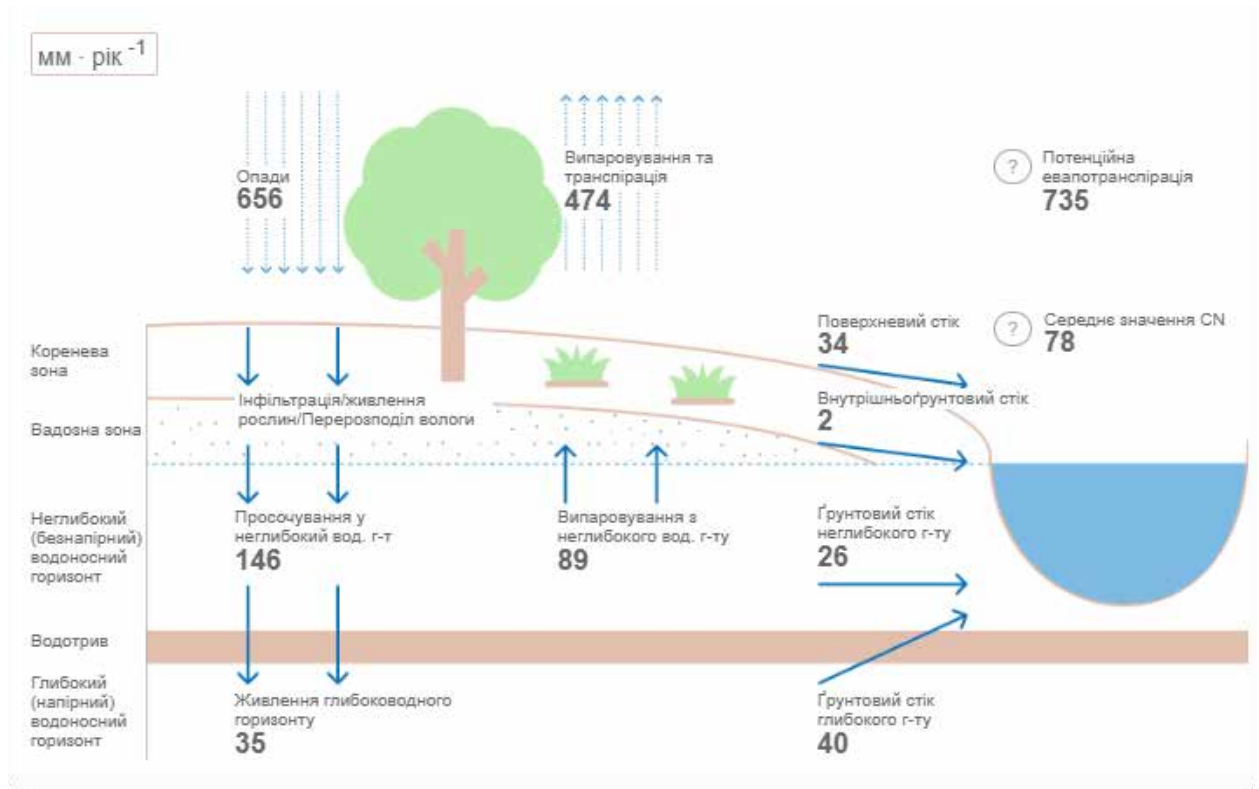 мм - рік -1
Опади
656
Випаровування та
транспірація
474
?
Потенційна
евапотранспірація
735
Поверхневий стік
34
?
Середнє значення CN
78
Коренева
зона
Інфільтрація/живлення
рослин/Перерозподіл вологи
Внутрішньоґрунтовий стік
2
Вадозна зона
Неглибокий
(безнапірний)
водоносний
горизонт
Просочування у
неглибокий вод. г-т
146
Випаровування з
неглибокого вод. г-ту
89
Ґрунтовий стік
неглибокого г-ту
26
Водотрив
Глибокий
(напірний)
водоносний
горизонт
Живлення глибоководного
горизонту
35
Ґрунтовий стік
глибокого г-ту
40